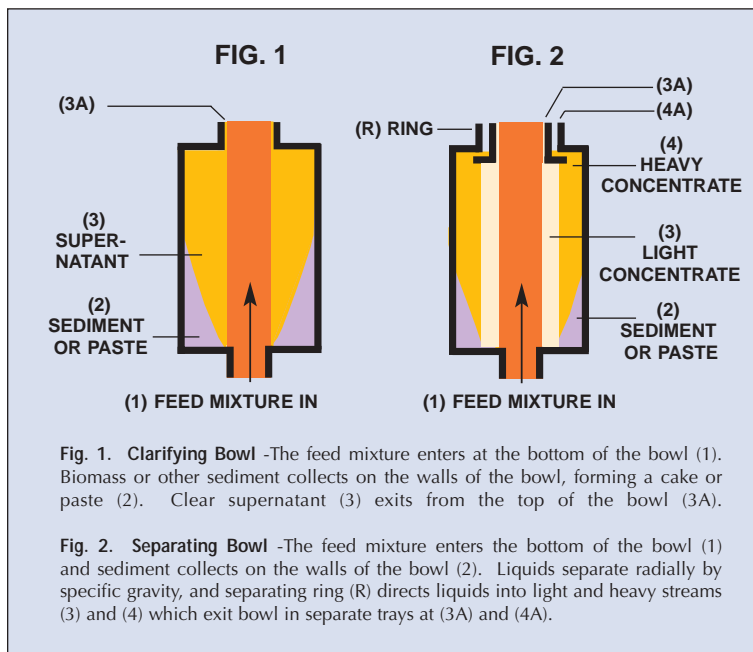 FIG. 1
FIG. 2
(3A)
(3)
SUPER-
NATANT
(2)
SEDIMENT
OR PASTE
(1) FEED MIXTURE IN
(R) RING
(3A)
(4A)
(4)
HEAVY
CONCENTRATE
(3)
LIGHT
CONCENTRATE
(2)
SEDIMENT
OR PASTE
(1) FEED MIXTURE IN
Fig. 1. Clarifying Bowl -The feed mixture enters at the bottom of the bowl (1).
Biomass or other sediment collects on the walls of the bowl, forming a cake or
paste (2). Clear supernatant (3) exits from the top of the bowl (3A).
Fig. 2. Separating Bowl -The feed mixture enters the bottom of the bowl (1)
and sediment collects on the walls of the bowl (2). Liquids separate radially by
specific gravity, and separating ring (R) directs liquids into light and heavy streams
(3) and (4) which exit bowl in separate trays at (3A) and (4A).